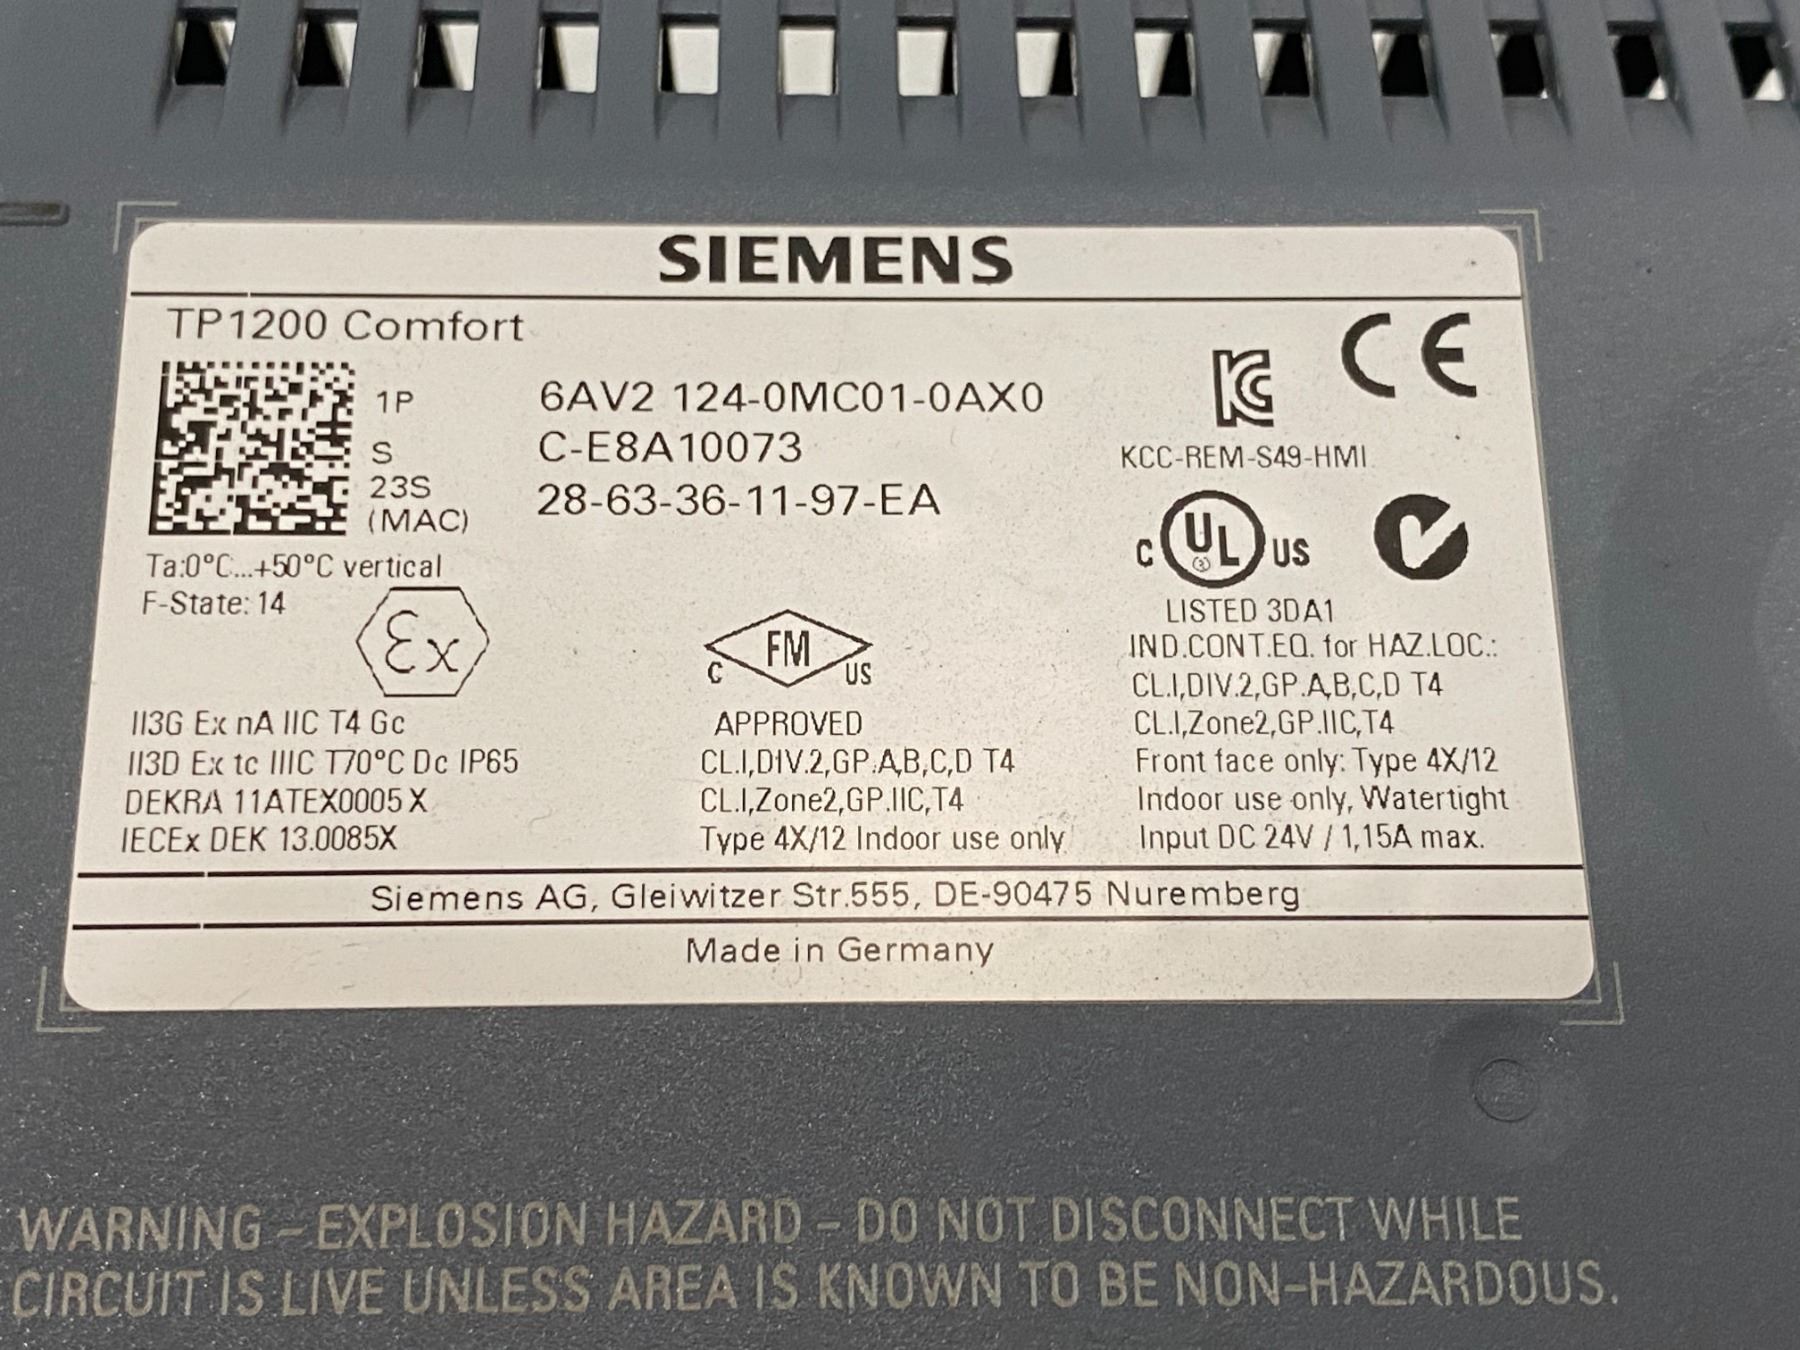 SIEMENS
TP1200 Comfort
1P 6AV2 124-0MC01-0AX0
S C-E8A10073
23S
(MAC) 28-63-36-11-97-EA
Ta:0°C...+50°C vertical
F-State: 14
Ex
II3G Ex nA IIC T4 Gc
II3D Ex tc IIIC T70°C Dc IP65
DEKRA 11ATEX0005 X
IECEx DEK 13.0085X
C FM US
APPROVED
CL.I,DIV.2,GP.A,B,C,D T4
CL.I,Zone2,GP.IIC,T4
Type 4X/12 Indoor use only
CE
KC
KCC-REM-S49-HMI
C UL US
LISTED 3DA1
IND.CONT.EQ. for HAZ.LOC.:
CL.I,DIV.2,GP.A,B,C,D T4
CL.I,Zone2,GP.IIC,T4
Front face only: Type 4X/12
Indoor use only, Watertight
Input DC 24V / 1,15A max.
Siemens AG, Gleiwitzer Str.555, DE-90475 Nuremberg
Made in Germany
WARNING – EXPLOSION HAZARD – DO NOT DISCONNECT WHILE
CIRCUIT IS LIVE UNLESS AREA IS KNOWN TO BE NON-HAZARDOUS.